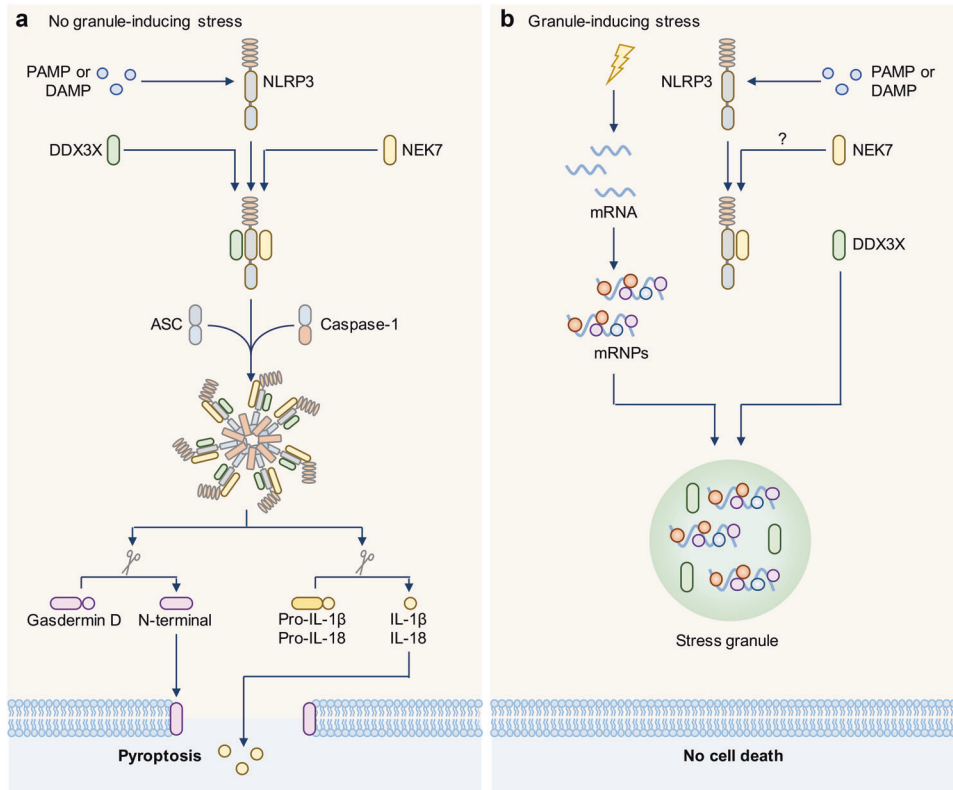 a No granule-inducing stress
PAMP or
DAMP
NLRP3
DDX3X
NEK7
ASC
Caspase-1
Gasdermin D
N-terminal
Pro-IL-1β
Pro-IL-18
IL-1β
IL-18
Pyroptosis
b Granule-inducing stress
NLRP3
PAMP or
DAMP
?
NEK7
mRNA
DDX3X
mRNPs
Stress granule
No cell death